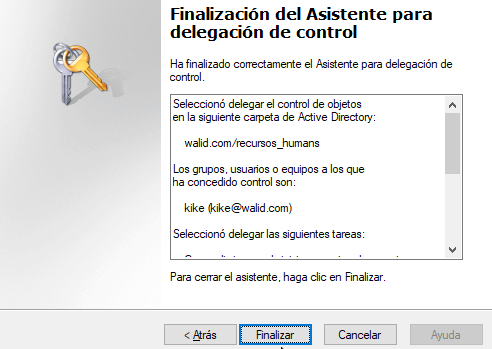 Finalización del Asistente para
delegación de control
Ha finalizado correctamente el Asistente para delegación de
control.
Seleccionó delegar el control de objetos
en la siguiente carpeta de Active Directory:
walid.com/recursos_humans
Los grupos, usuarios o equipos a los que
ha concedido control son:
kike (kike@walid.com)
Seleccionó delegar las siguientes tareas:
Para cerrar el asistente, haga clic en Finalizar.
< Atrás
Finalizar
Cancelar
Ayuda